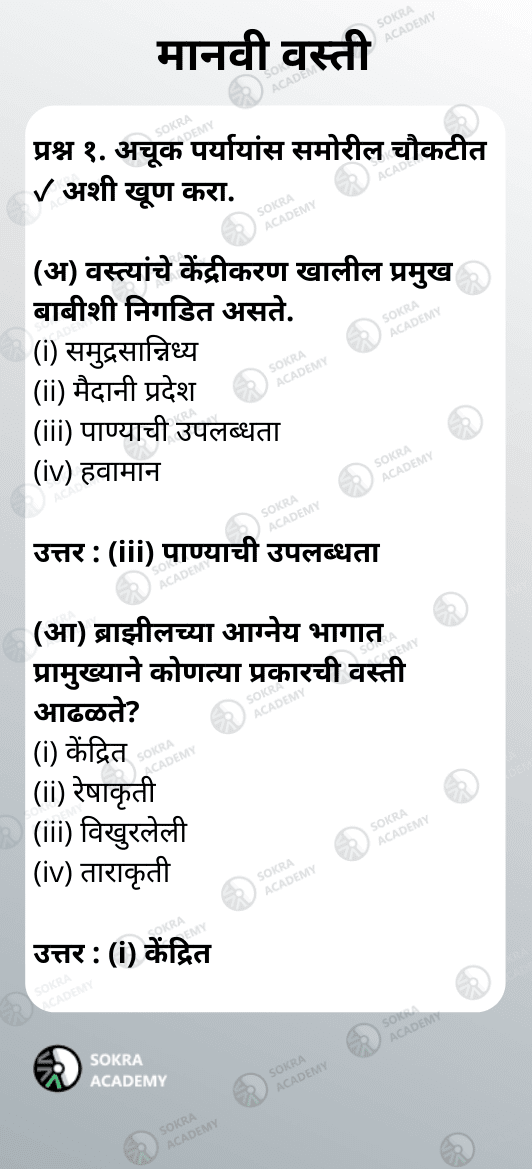 मानवी वस्ती
प्रश्न १. अचूक पर्यायांस समोरील चौकटीत
✓ अशी खूण करा.
(अ) वस्त्यांचे केंद्रीकरण खालील प्रमुख
बाबीशी निगडित असते.
(i) समुद्रसान्निध्य
(ii) मैदानी प्रदेश
(iii) पाण्याची उपलब्धता
(iv) हवामान
उत्तर : (iii) पाण्याची उपलब्धता
(आ) ब्राझीलच्या आग्नेय भागात
प्रामुख्याने कोणत्या प्रकारची वस्ती
आढळते?
(i) केंद्रित
(ii) रेषाकृती
(iii) विखुरलेली
(iv) ताराकृती
उत्तर : (i) केंद्रित
SOKRA
ACADEMY